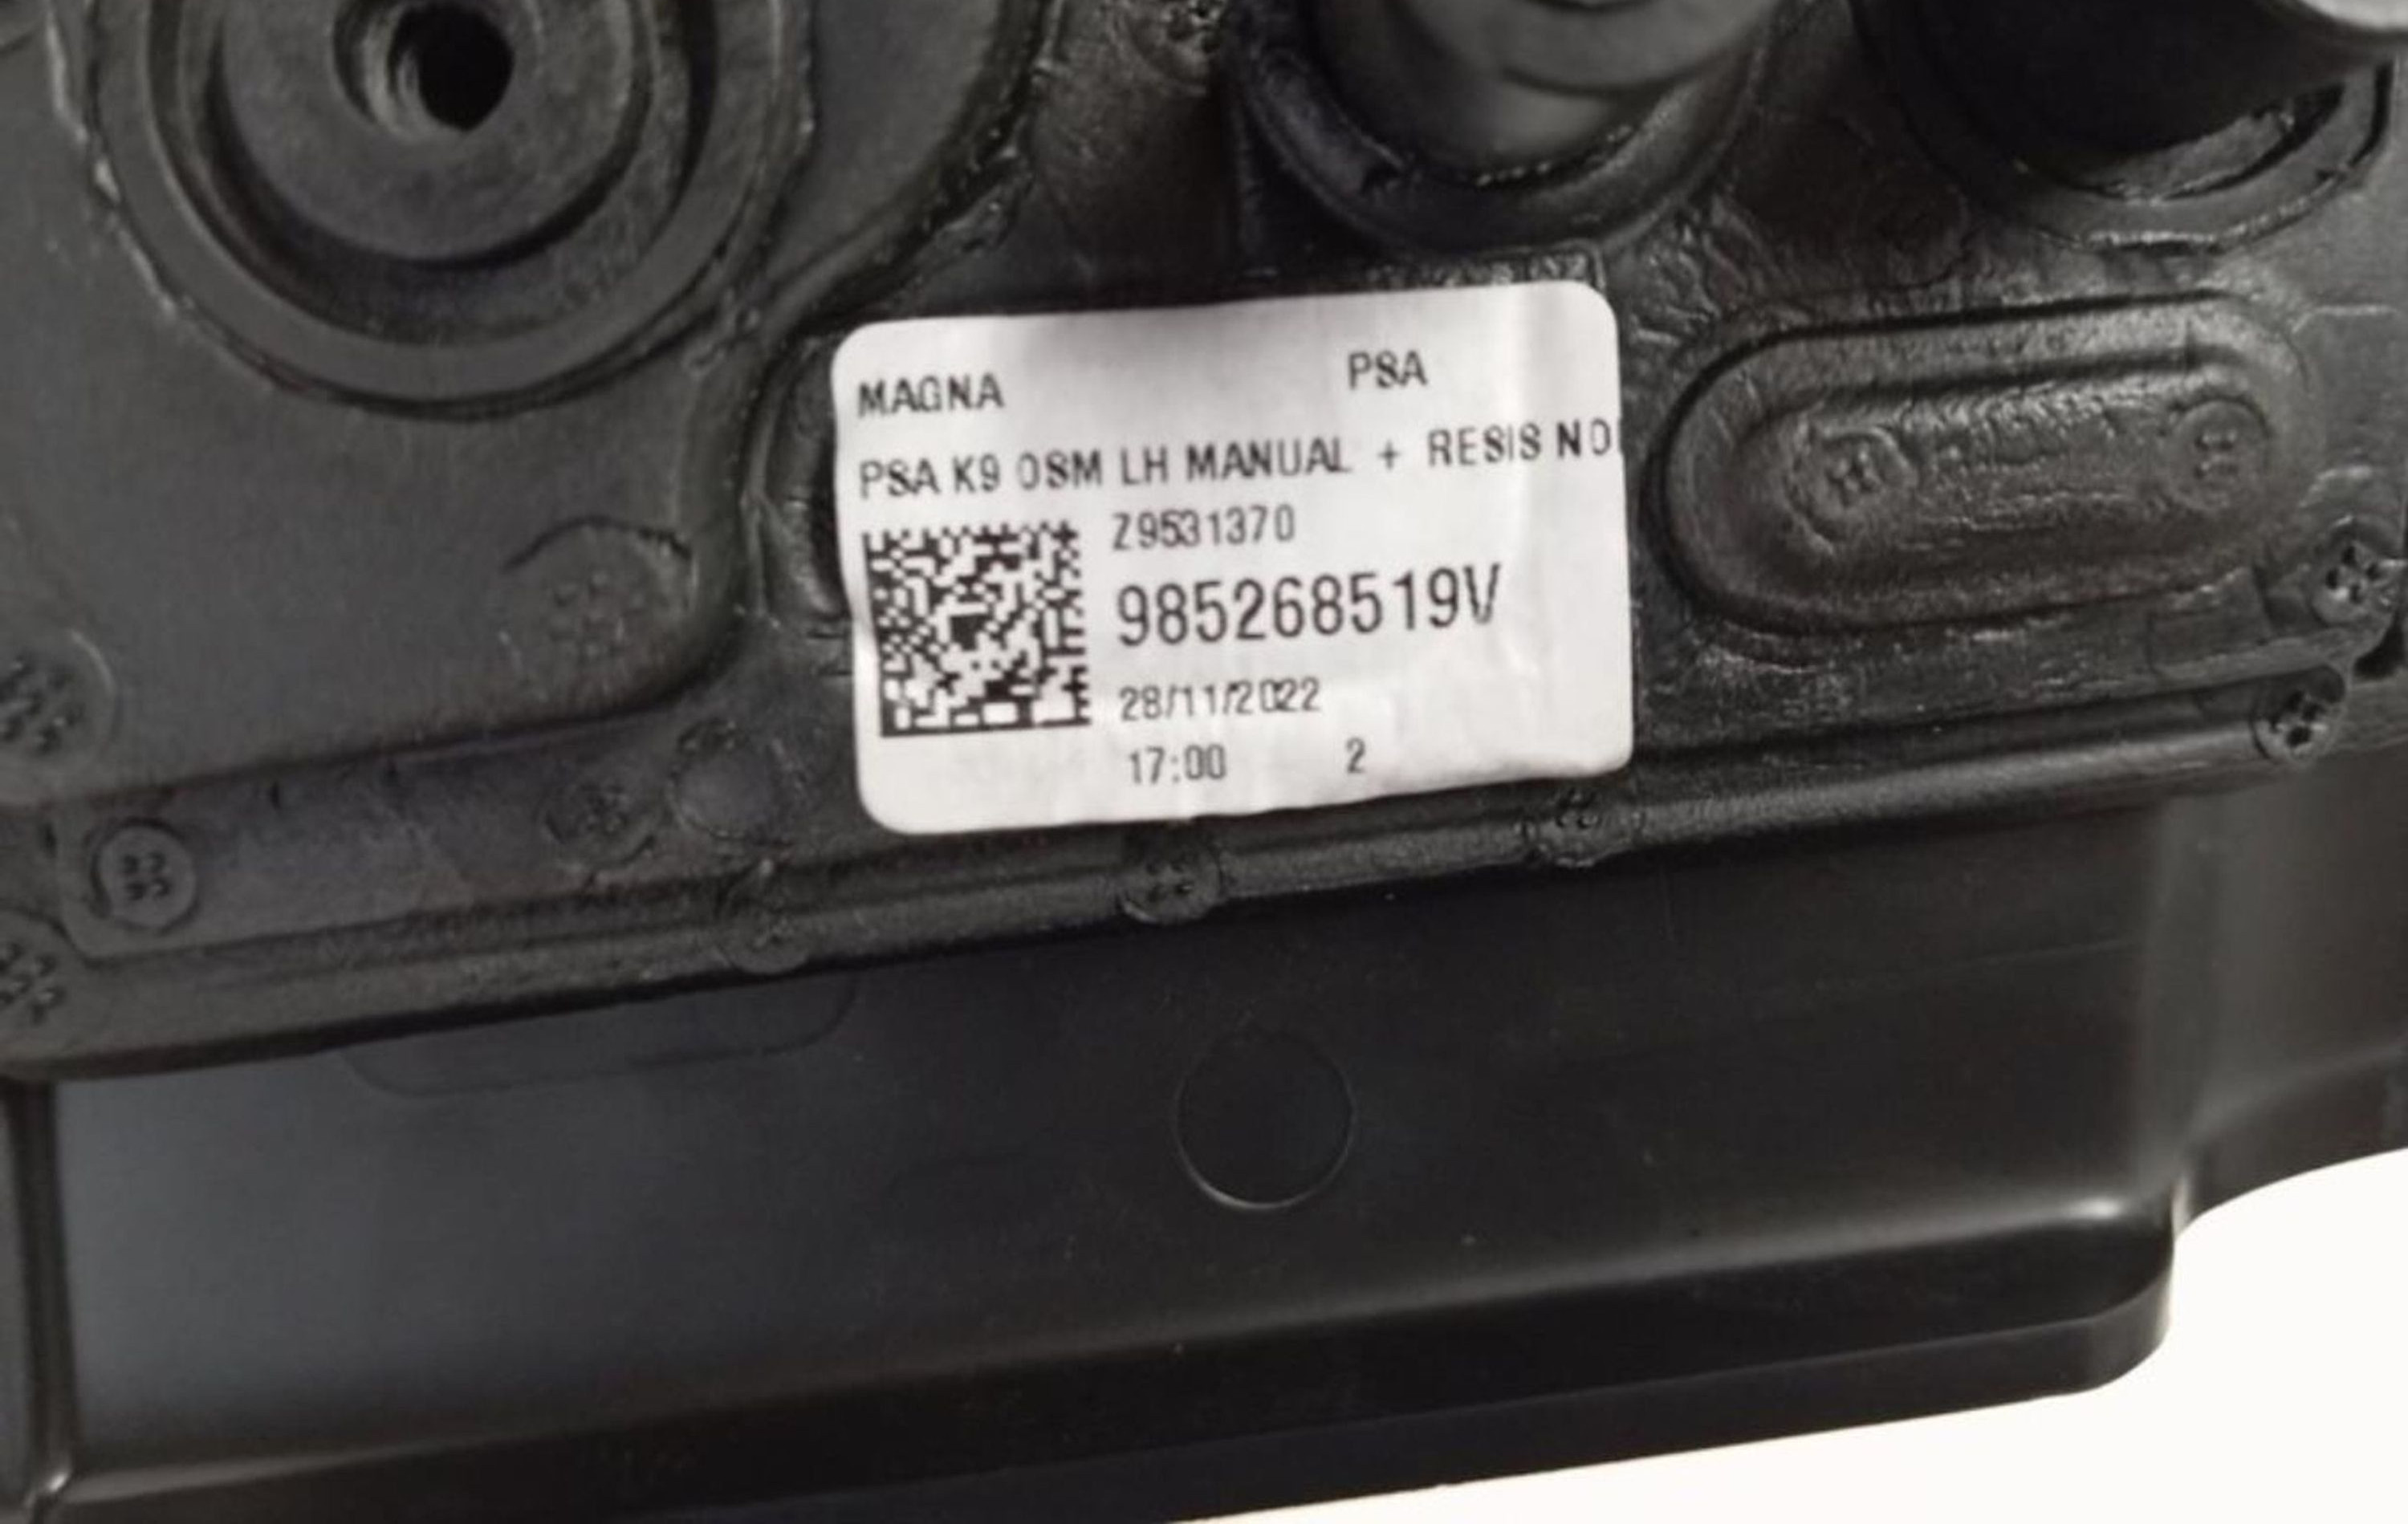 MAGNA PSA
PSA K9 OSM LH MANUAL + RESIS NO
Z9531370
985268519V
28/11/2022
17:00 2